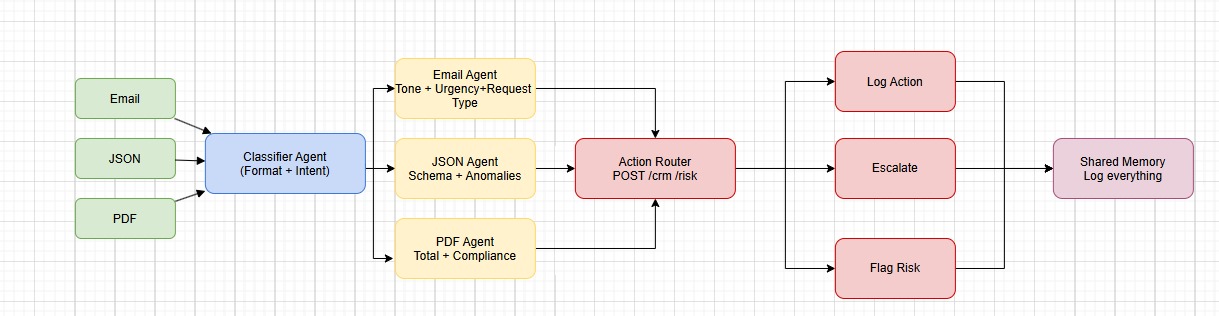 Email
JSON
PDF
Classifier Agent
(Format + Intent)
Email Agent
Tone + Urgency+Request
Type
JSON Agent
Schema + Anomalies
PDF Agent
Total + Compliance
Action Router
POST /crm /risk
Log Action
Escalate
Flag Risk
Shared Memory
Log everything